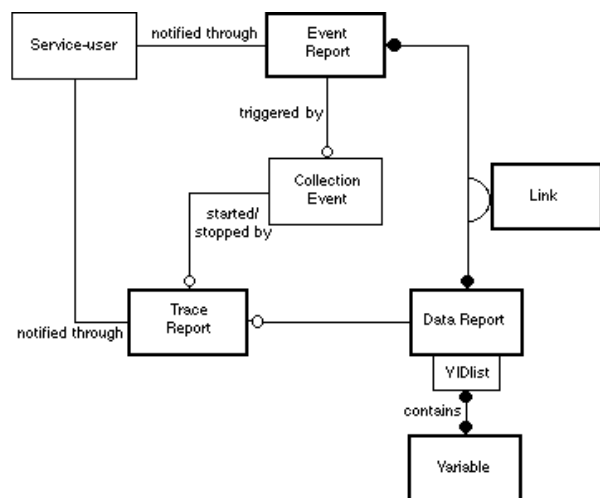 Service-user
notified through
Event
Report
triggered by
Collection
Event
Link
started/
stopped by
Trace
Report
Data Report
notified through
VIDlist
contains
Variable